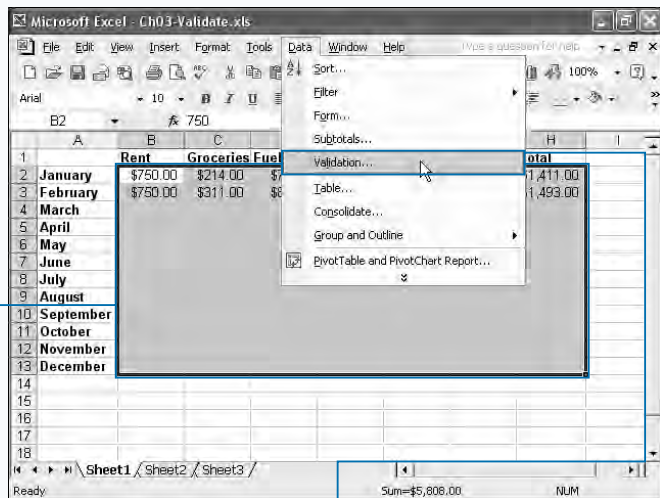 Microsoft Excel - Ch03-Validate.xls
File Edit View Insert Format Tools Data Window Help Type a question for help
100%
Arial 10 B I U
B2 fx 750
Sort...
Filter
Form...
Subtotals...
Validation...
Table...
Consolidate...
Group and Outline
PivotTable and PivotChart Report...
A B C H I
1 Rent Groceries Fuel otal
2 January $750.00 $214.00 $7 1,411.00
3 February $750.00 $311.00 $8 1,493.00
4 March
5 April
6 May
7 June
8 July
9 August
10 September
11 October
12 November
13 December
14
15
16
17
18
Sheet1 Sheet2 Sheet3
Ready Sum=$5,808.00 NUM